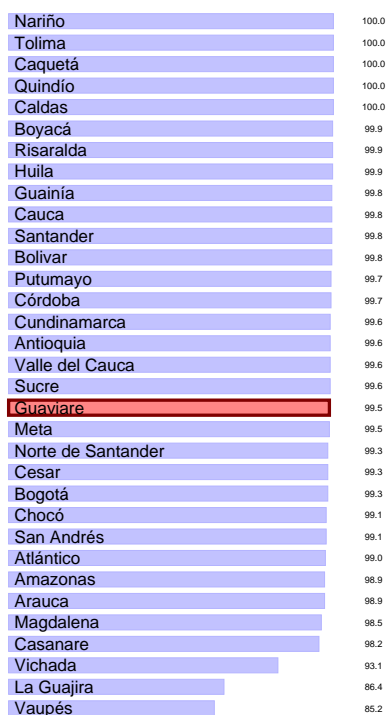 Nariño 100.0
Tolima 100.0
Caquetá 100.0
Quindío 100.0
Caldas 100.0
Boyacá 99.9
Risaralda 99.9
Huila 99.9
Guainía 99.8
Cauca 99.8
Santander 99.8
Bolivar 99.8
Putumayo 99.7
Córdoba 99.7
Cundinamarca 99.6
Antioquia 99.6
Valle del Cauca 99.6
Sucre 99.6
Guaviare 99.5
Meta 99.5
Norte de Santander 99.3
Cesar 99.3
Bogotá 99.3
Chocó 99.1
San Andrés 99.1
Atlántico 99.0
Amazonas 98.9
Arauca 98.9
Magdalena 98.5
Casanare 98.2
Vichada 93.1
La Guajira 86.4
Vaupés 85.2